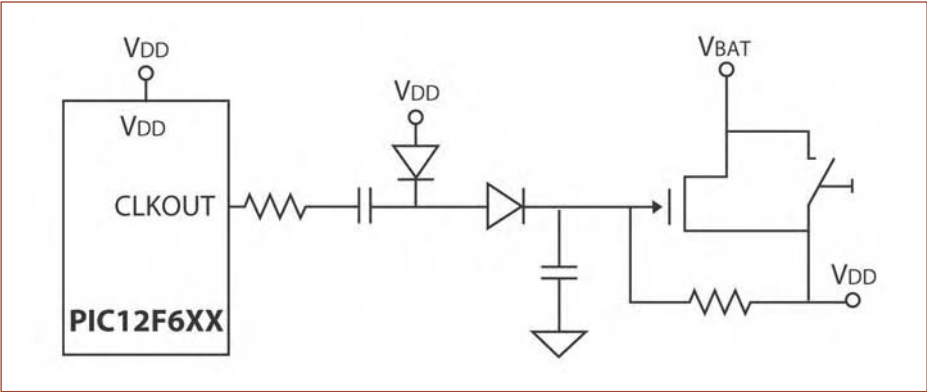 VDD
VDD
CLKOUT
PIC12F6XX
VDD
VBAT
VDD